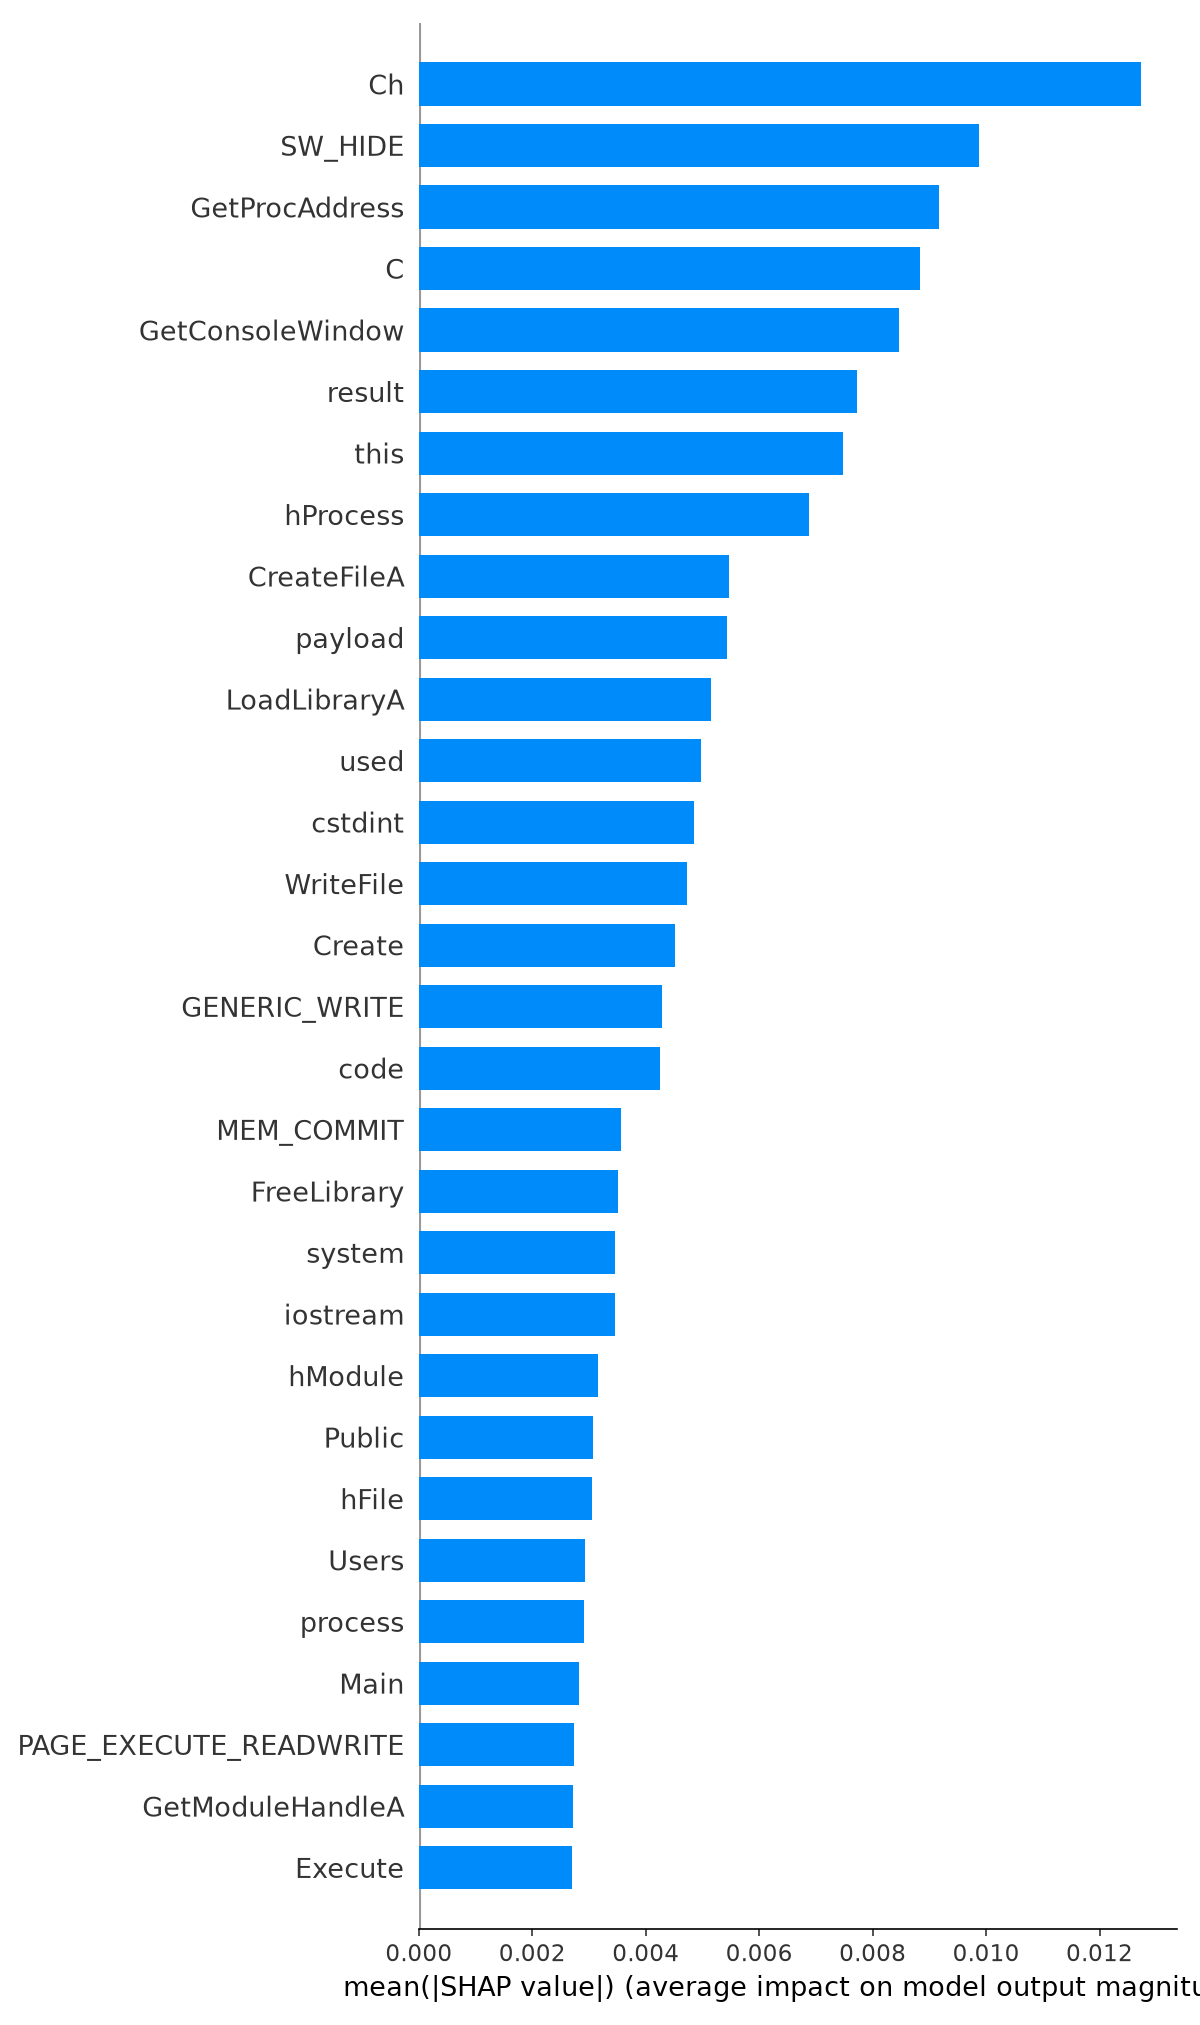 Ch
SW_HIDE
GetProcAddress
C
GetConsoleWindow
result
this
hProcess
CreateFileA
payload
LoadLibraryA
used
cstdint
WriteFile
Create
GENERIC_WRITE
code
MEM_COMMIT
FreeLibrary
system
iostream
hModule
Public
hFile
Users
process
Main
PAGE_EXECUTE_READWRITE
GetModuleHandleA
Execute
0.000 0.002 0.004 0.006 0.008 0.010 0.012
mean(|SHAP value|) (average impact on model output magnitu